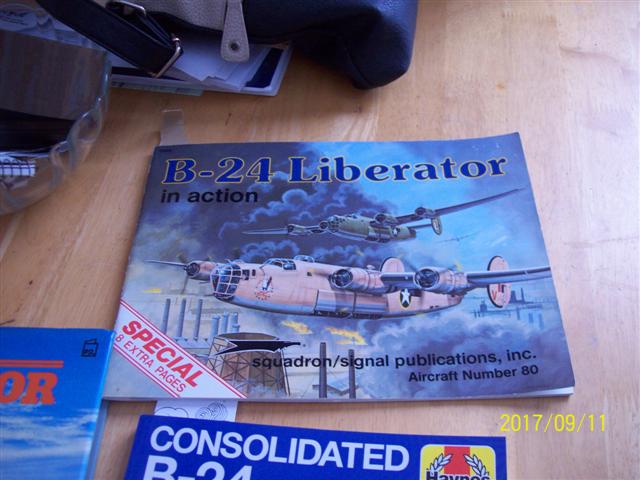 B-24 Liberator
in action
SPECIAL
8 EXTRA PAGES
squadron/signal publications, inc.
Aircraft Number 80
OR
CONSOLIDATED
B-24
Haynes
2017/09/11